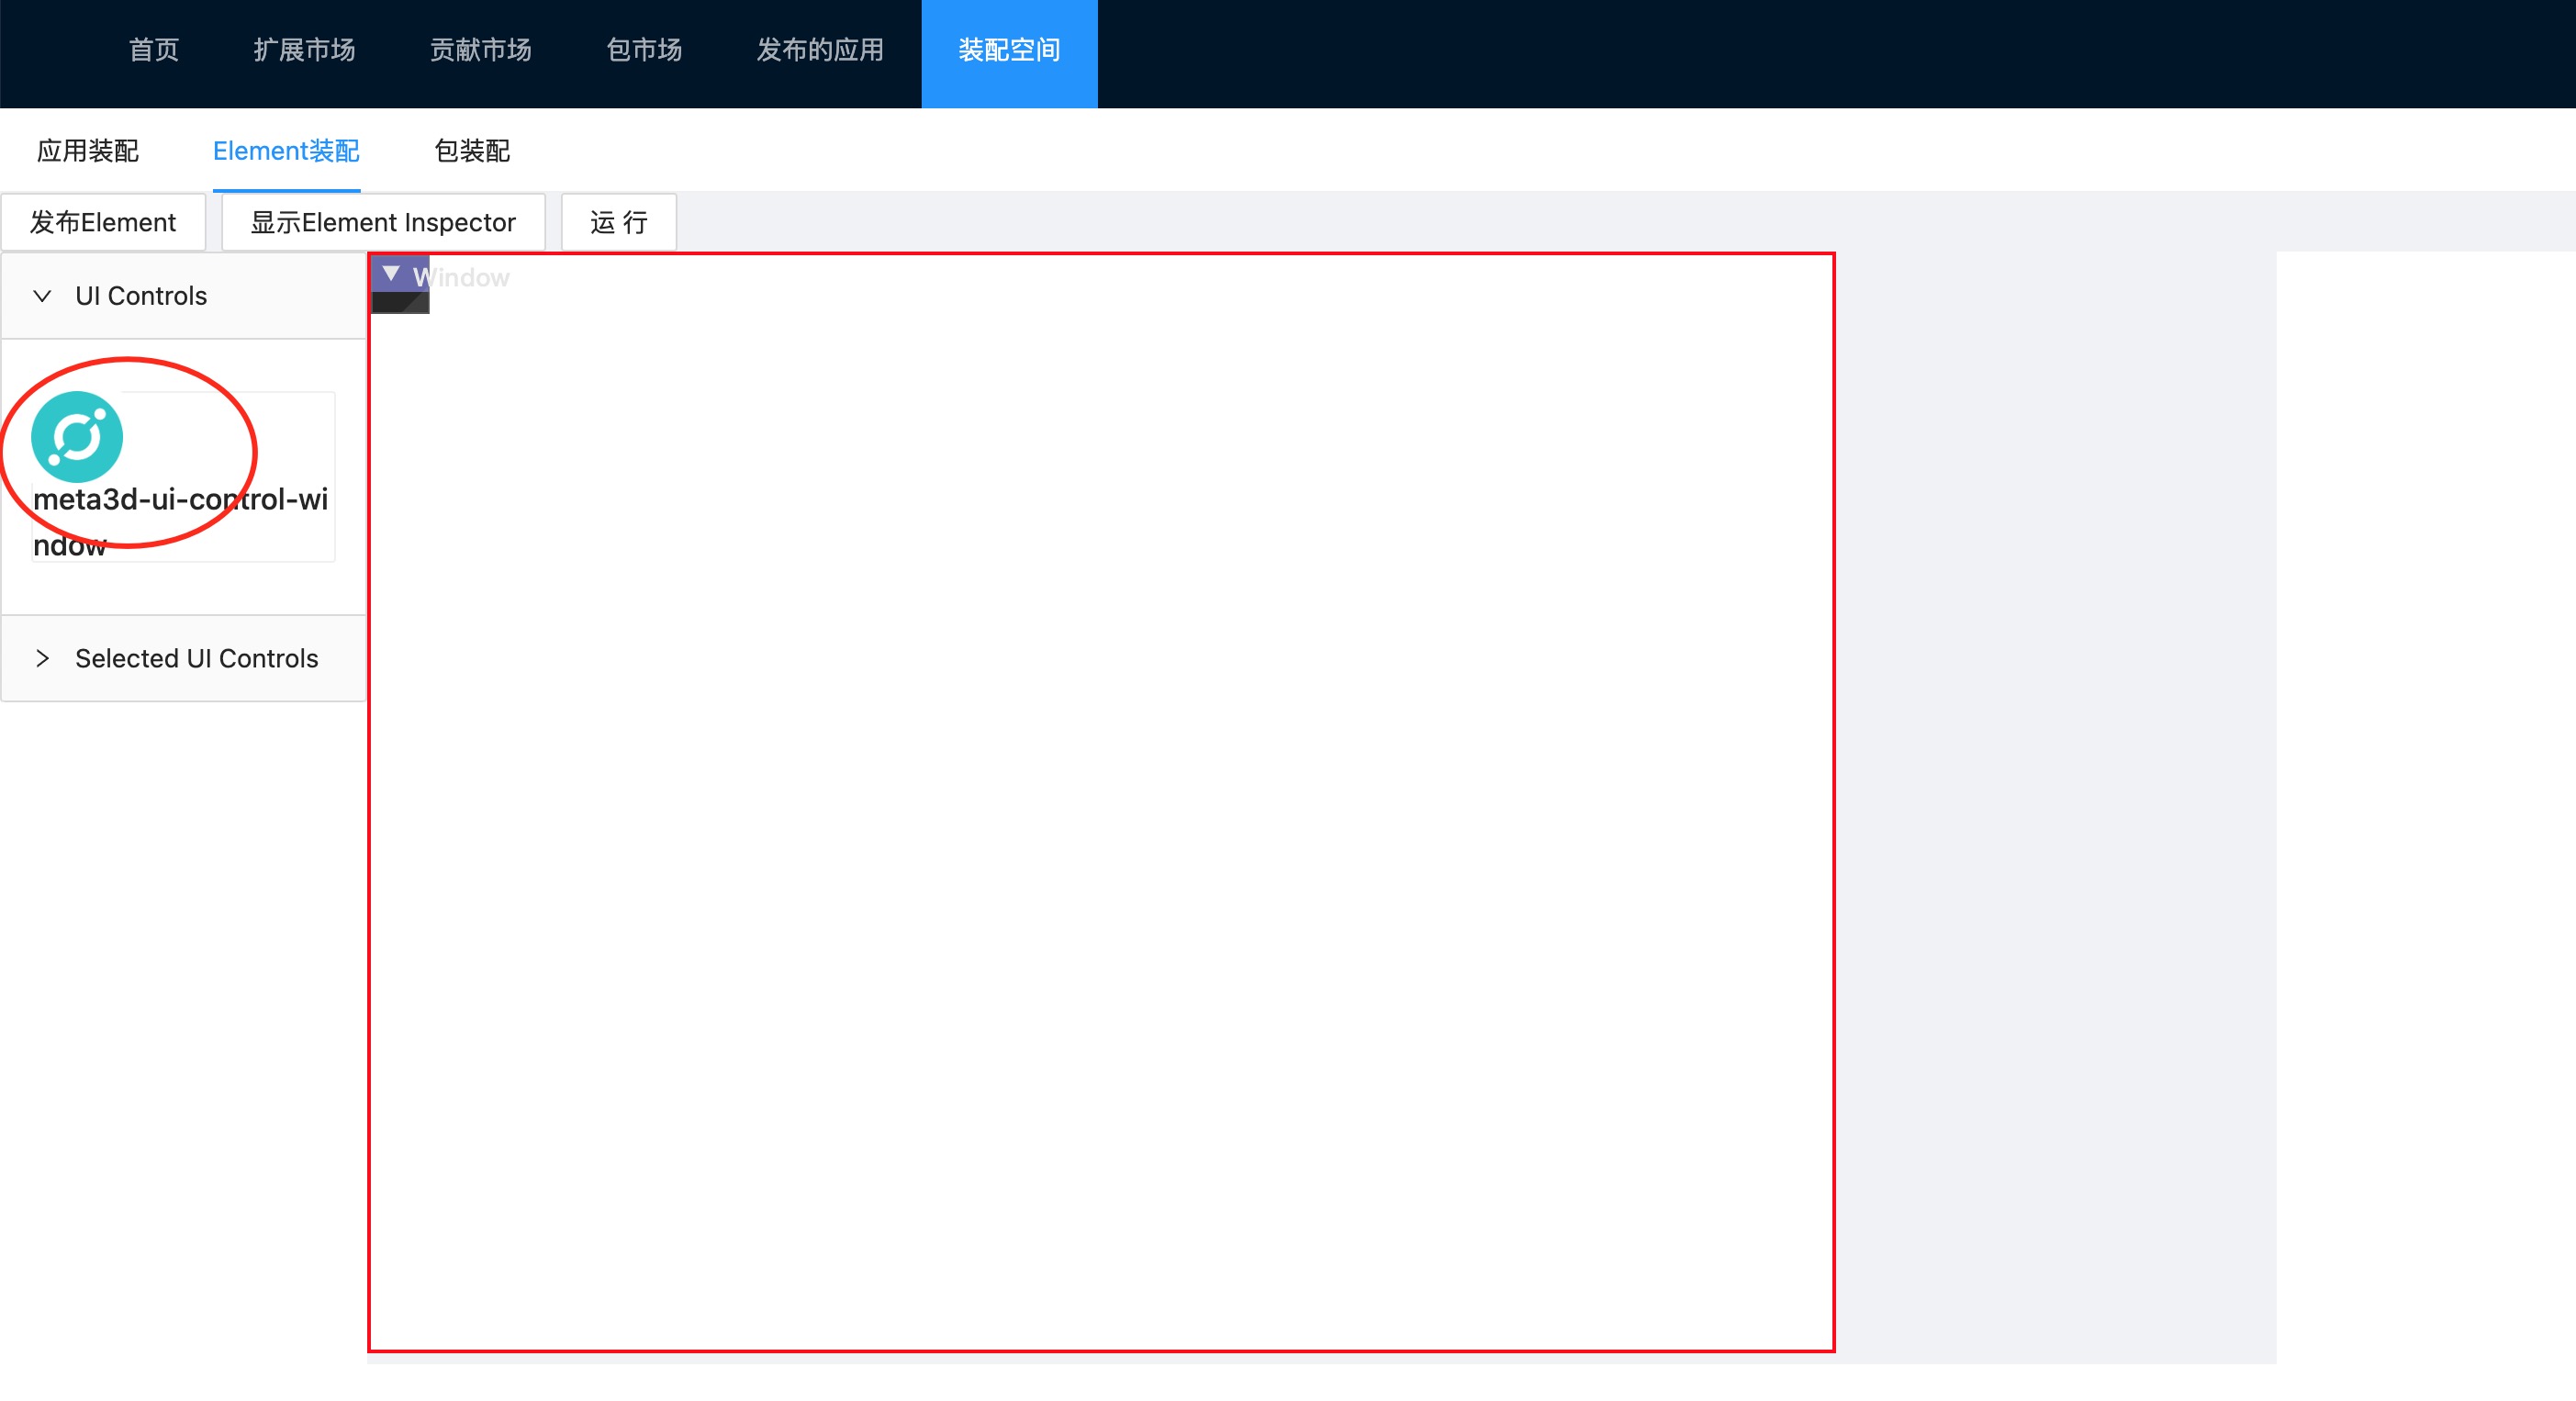 首页 扩展市场 贡献市场 包市场 发布的应用 装配空间
应用装配 Element装配 包装配
发布Element 显示Element Inspector 运 行
UI Controls
Window
meta3d-ui-control-wi
ndow
Selected UI Controls